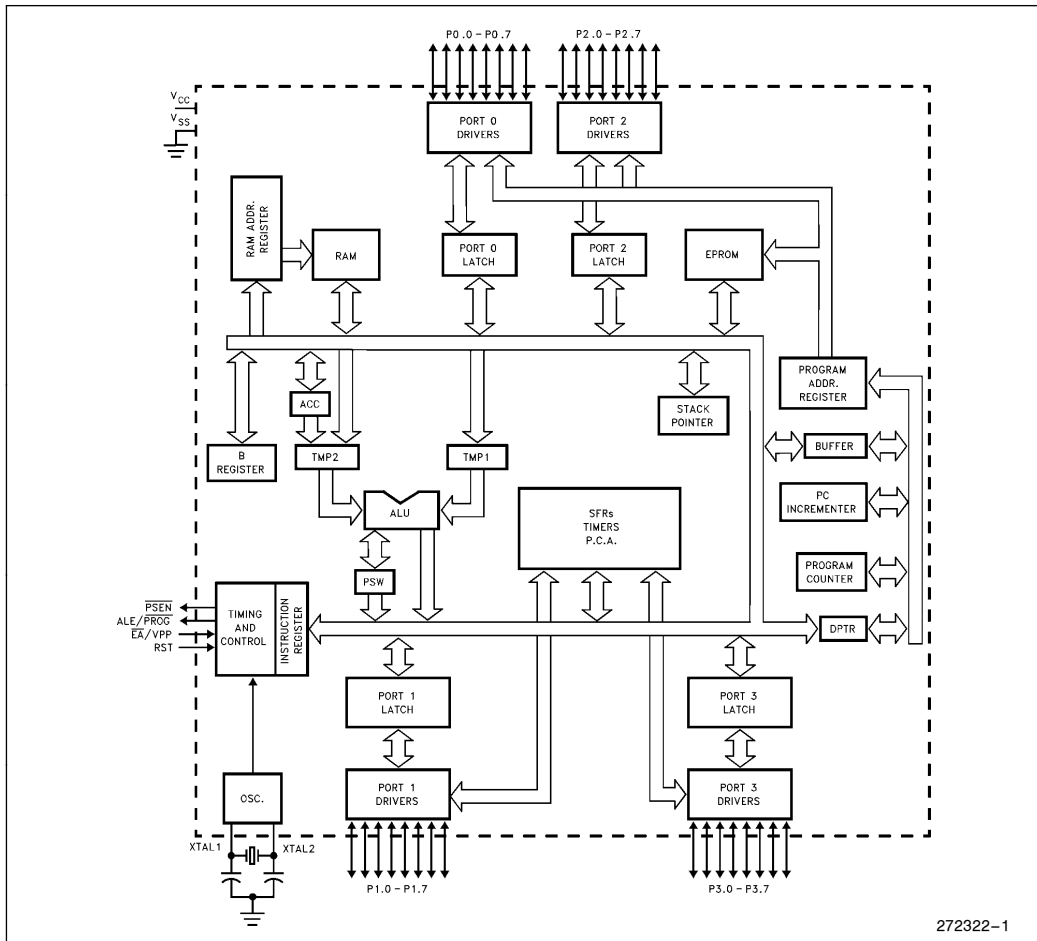 P0.0 – P0.7
P2.0 – P2.7
VCC
VSS
PORT 0
DRIVERS
PORT 2
DRIVERS
RAM ADDR.
REGISTER
RAM
PORT 0
LATCH
PORT 2
LATCH
EPROM
PROGRAM
ADDR.
REGISTER
ACC
STACK
POINTER
BUFFER
B
REGISTER
TMP2
TMP1
ALU
SFRs
TIMERS
P.C.A.
PC
INCREMENTER
PSW
PROGRAM
COUNTER
PSEN
ALE/PROG
EA/VPP
RST
TIMING
AND
CONTROL
INSTRUCTION
REGISTER
DPTR
PORT 1
LATCH
PORT 3
LATCH
OSC.
PORT 1
DRIVERS
PORT 3
DRIVERS
XTAL1
XTAL2
P1.0 – P1.7
P3.0 – P3.7
272322–1